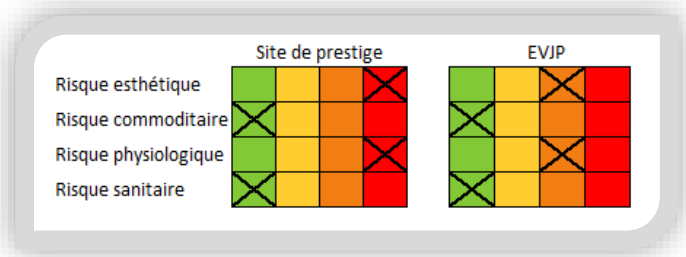 Site de prestige EVJP
Risque esthétique
Risque commoditaire
Risque physiologique
Risque sanitaire